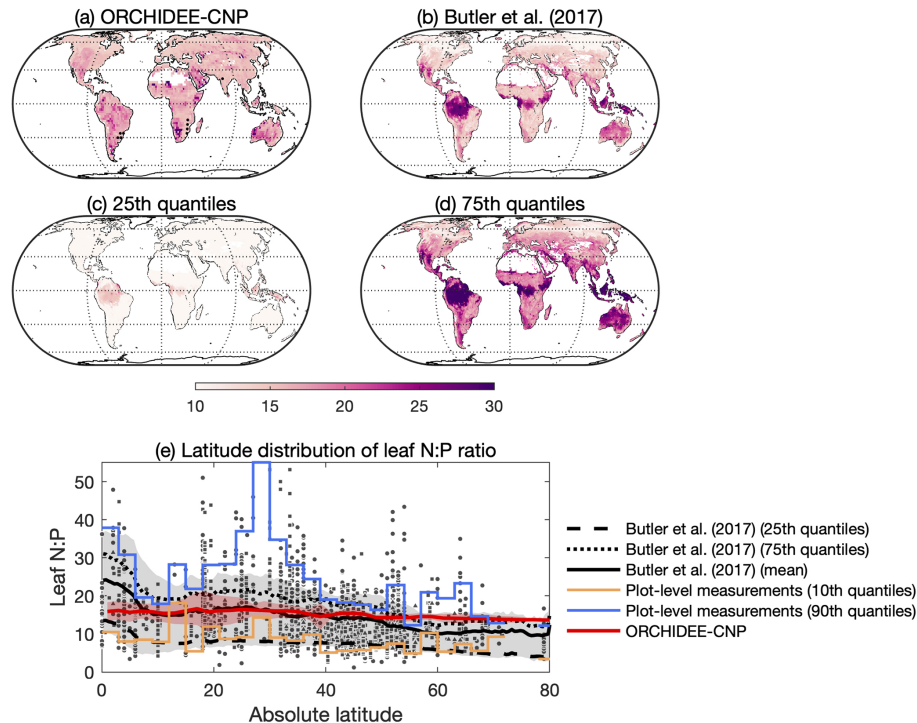 (a) ORCHIDEE-CNP
(b) Butler et al. (2017)
(c) 25th quantiles
(d) 75th quantiles
10 15 20 25 30
(e) Latitude distribution of leaf N:P ratio
Leaf N:P
50
40
30
20
10
0
0 20 40 60 80
Absolute latitude
Butler et al. (2017) (25th quantiles)
Butler et al. (2017) (75th quantiles)
Butler et al. (2017) (mean)
Plot-level measurements (10th quantiles)
Plot-level measurements (90th quantiles)
ORCHIDEE-CNP